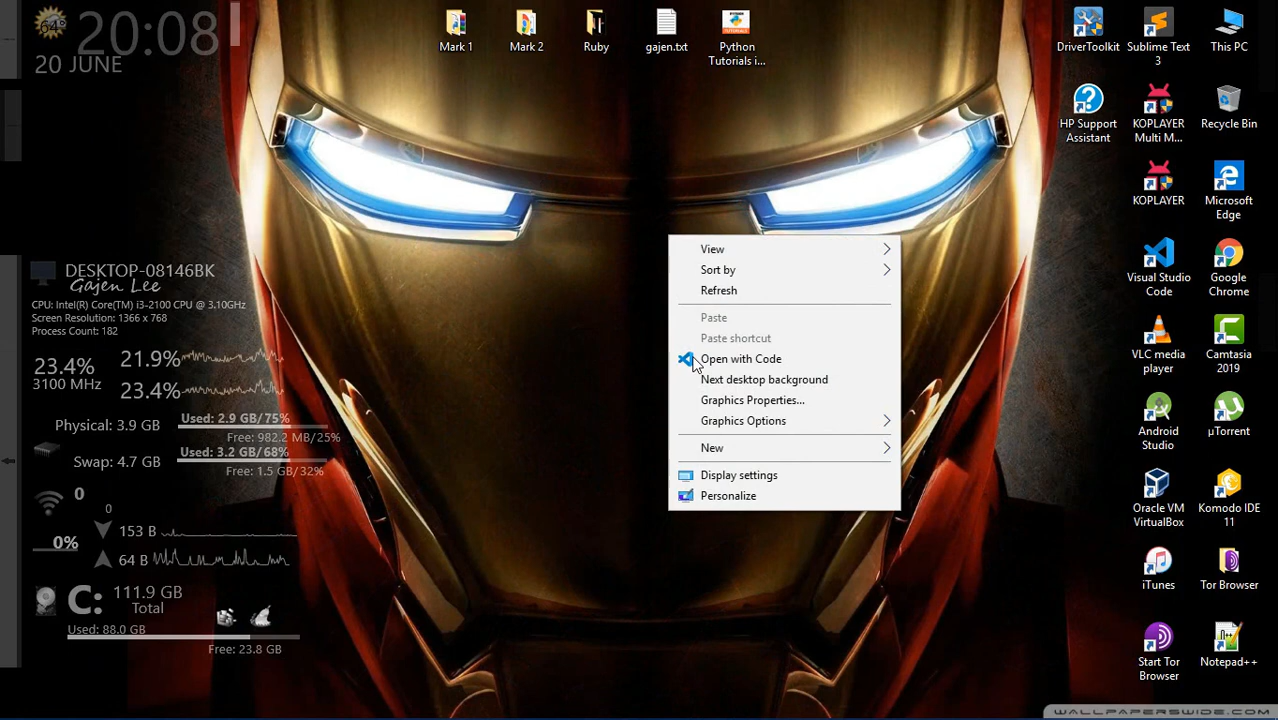 64°
20:08
20 JUNE
Mark 1
Mark 2
Ruby
gajen.txt
Python
Tutorials i...
DriverToolkit
Sublime Text
3
This PC
HP Support
Assistant
KOPLAYER
Multi M...
Recycle Bin
KOPLAYER
Microsoft
Edge
Visual Studio
Code
Google
Chrome
VLC media
player
Camtasia
2019
Android
Studio
µTorrent
Oracle VM
VirtualBox
Komodo IDE
11
iTunes
Tor Browser
Start Tor
Browser
Notepad++
DESKTOP-08146BK
Gajen Lee
CPU: Intel(R) Core(TM) i3-2100 CPU @ 3.10GHz
Screen Resolution: 1366 x 768
Process Count: 182
23.4%
3100 MHz
21.9%
23.4%
Physical: 3.9 GB
Used: 2.9 GB/75%
Free: 982.2 MB/25%
Swap: 4.7 GB
Used: 3.2 GB/68%
Free: 1.5 GB/32%
0
0
0%
153 B
64 B
C:
111.9 GB
Total
Used: 88.0 GB
Free: 23.8 GB
View
Sort by
Refresh
Paste
Paste shortcut
Open with Code
Next desktop background
Graphics Properties...
Graphics Options
New
Display settings
Personalize
WALLPAPERSWIDE.COM